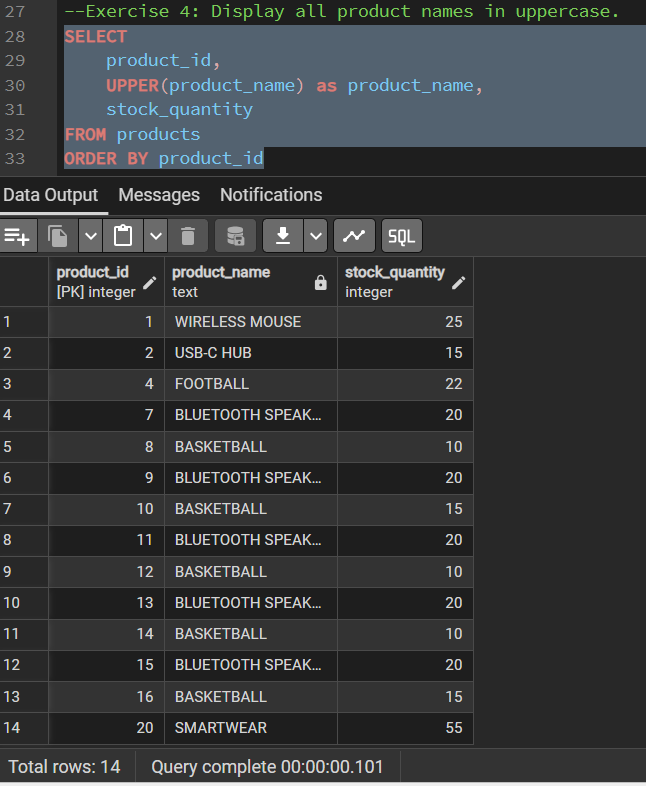 27 --Exercise 4: Display all product names in uppercase.
28 SELECT
29 product_id,
30 UPPER(product_name) as product_name,
31 stock_quantity
32 FROM products
33 ORDER BY product_id
Data Output Messages Notifications
SQL
product_id product_name stock_quantity
[PK] integer text integer
1 1 WIRELESS MOUSE 25
2 2 USB-C HUB 15
3 4 FOOTBALL 22
4 7 BLUETOOTH SPEAK... 20
5 8 BASKETBALL 10
6 9 BLUETOOTH SPEAK... 20
7 10 BASKETBALL 15
8 11 BLUETOOTH SPEAK... 20
9 12 BASKETBALL 10
10 13 BLUETOOTH SPEAK... 20
11 14 BASKETBALL 10
12 15 BLUETOOTH SPEAK... 20
13 16 BASKETBALL 15
14 20 SMARTWEAR 55
Total rows: 14 Query complete 00:00:00.101